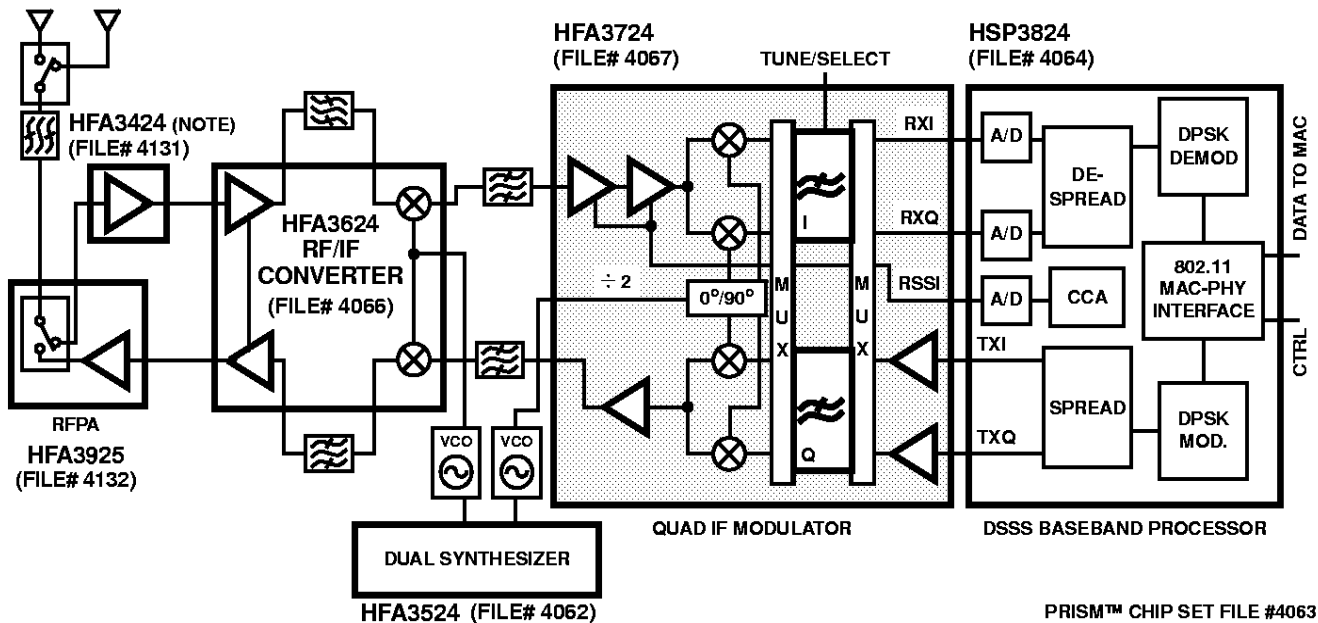 HFA3424 (NOTE)
(FILE# 4131)
HFA3624
RF/IF
CONVERTER
(FILE# 4066)
RFPA
HFA3925
(FILE# 4132)
VCO
VCO
DUAL SYNTHESIZER
HFA3524 (FILE# 4062)
HFA3724
(FILE# 4067)
TUNE/SELECT
÷ 2
0°/90°
M
U
X
I
Q
M
U
X
RXI
RXQ
RSSI
TXI
TXQ
QUAD IF MODULATOR
HSP3824
(FILE# 4064)
A/D
A/D
A/D
DE-
SPREAD
CCA
SPREAD
DPSK
DEMOD
802.11
MAC-PHY
INTERFACE
DPSK
MOD.
DATA TO MAC
CTRL
DSSS BASEBAND PROCESSOR
PRISM™ CHIP SET FILE #4063